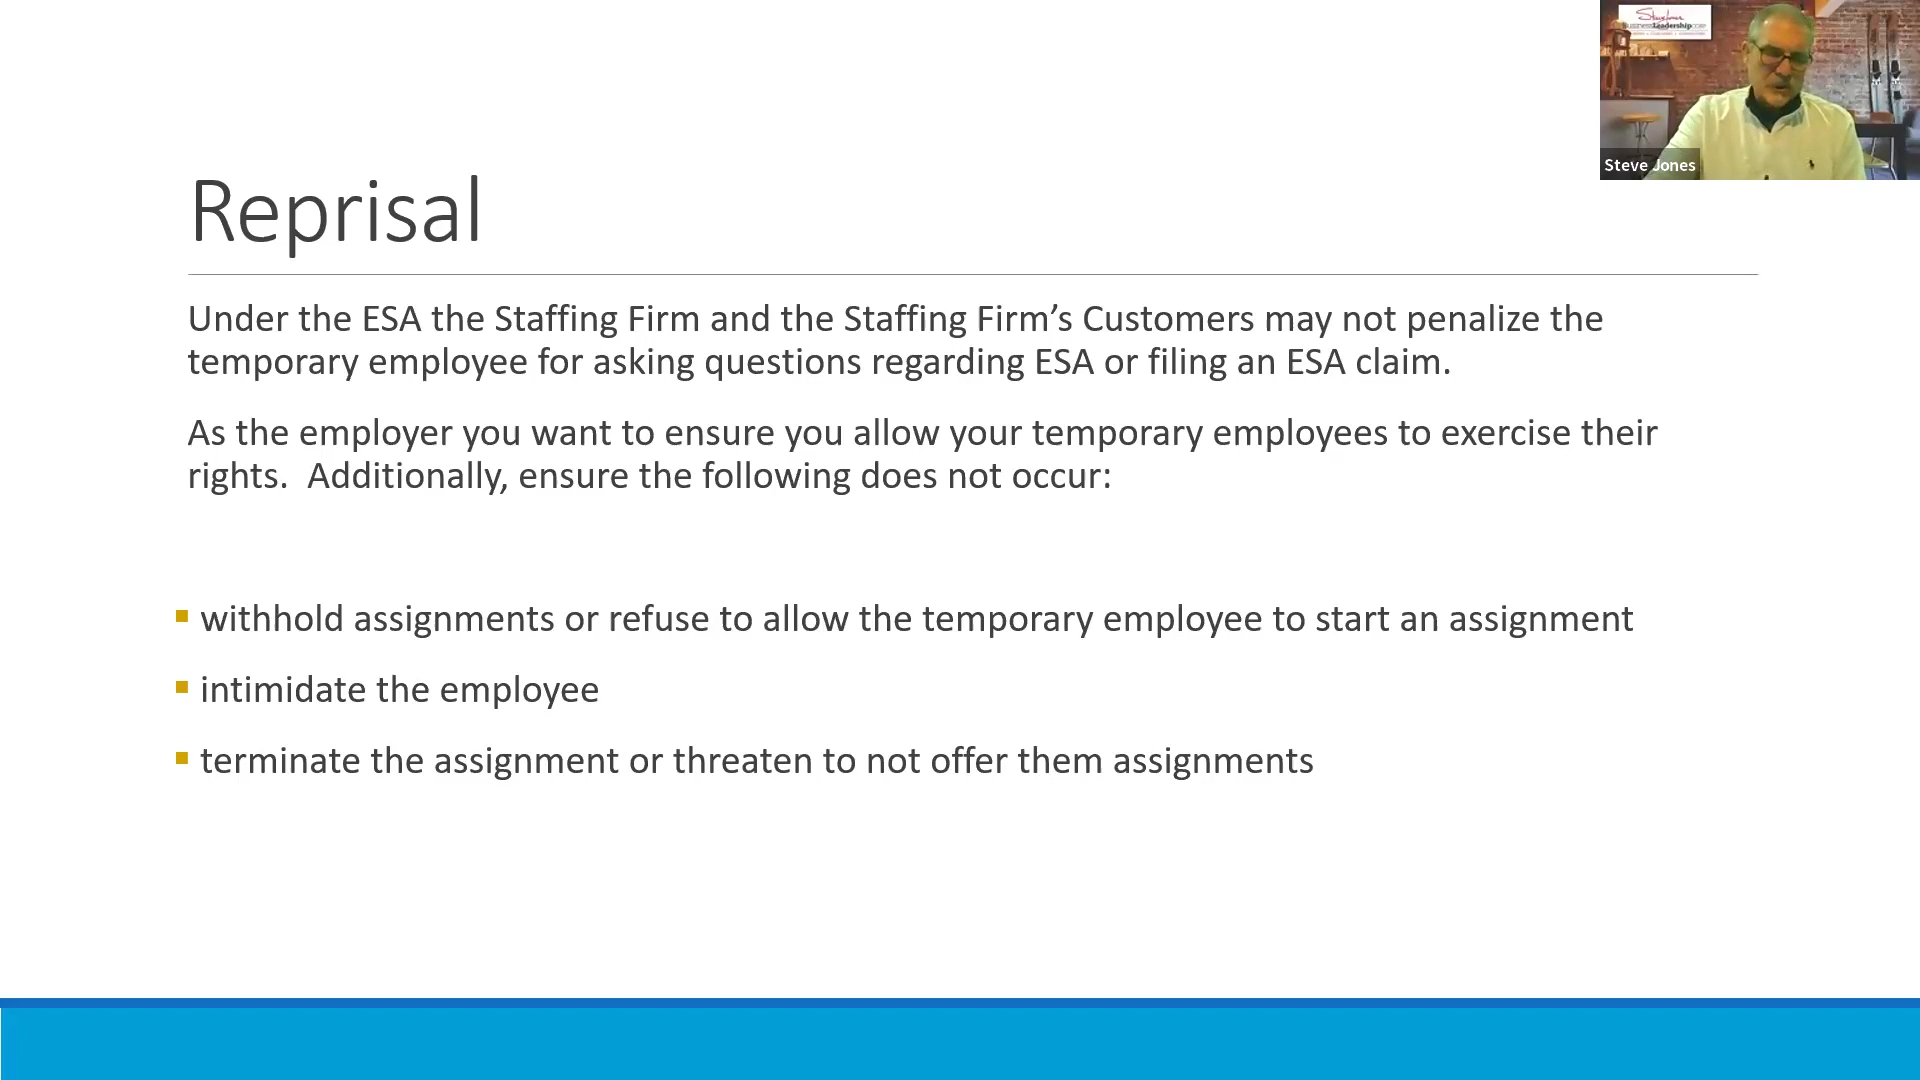 Leadership
Steve Jones
Reprisal
Under the ESA the Staffing Firm and the Staffing Firm’s Customers may not penalize the
temporary employee for asking questions regarding ESA or filing an ESA claim.
As the employer you want to ensure you allow your temporary employees to exercise their
rights.  Additionally, ensure the following does not occur:
withhold assignments or refuse to allow the temporary employee to start an assignment
intimidate the employee
terminate the assignment or threaten to not offer them assignments